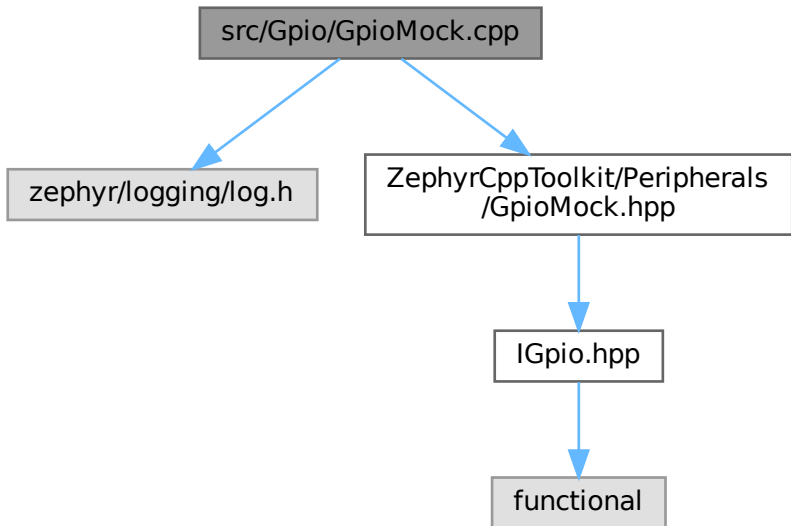 src/Gpio/GpioMock.cpp
zephyr/logging/log.h
ZephyrCppToolkit/Peripherals
/GpioMock.hpp
IGpio.hpp
functional